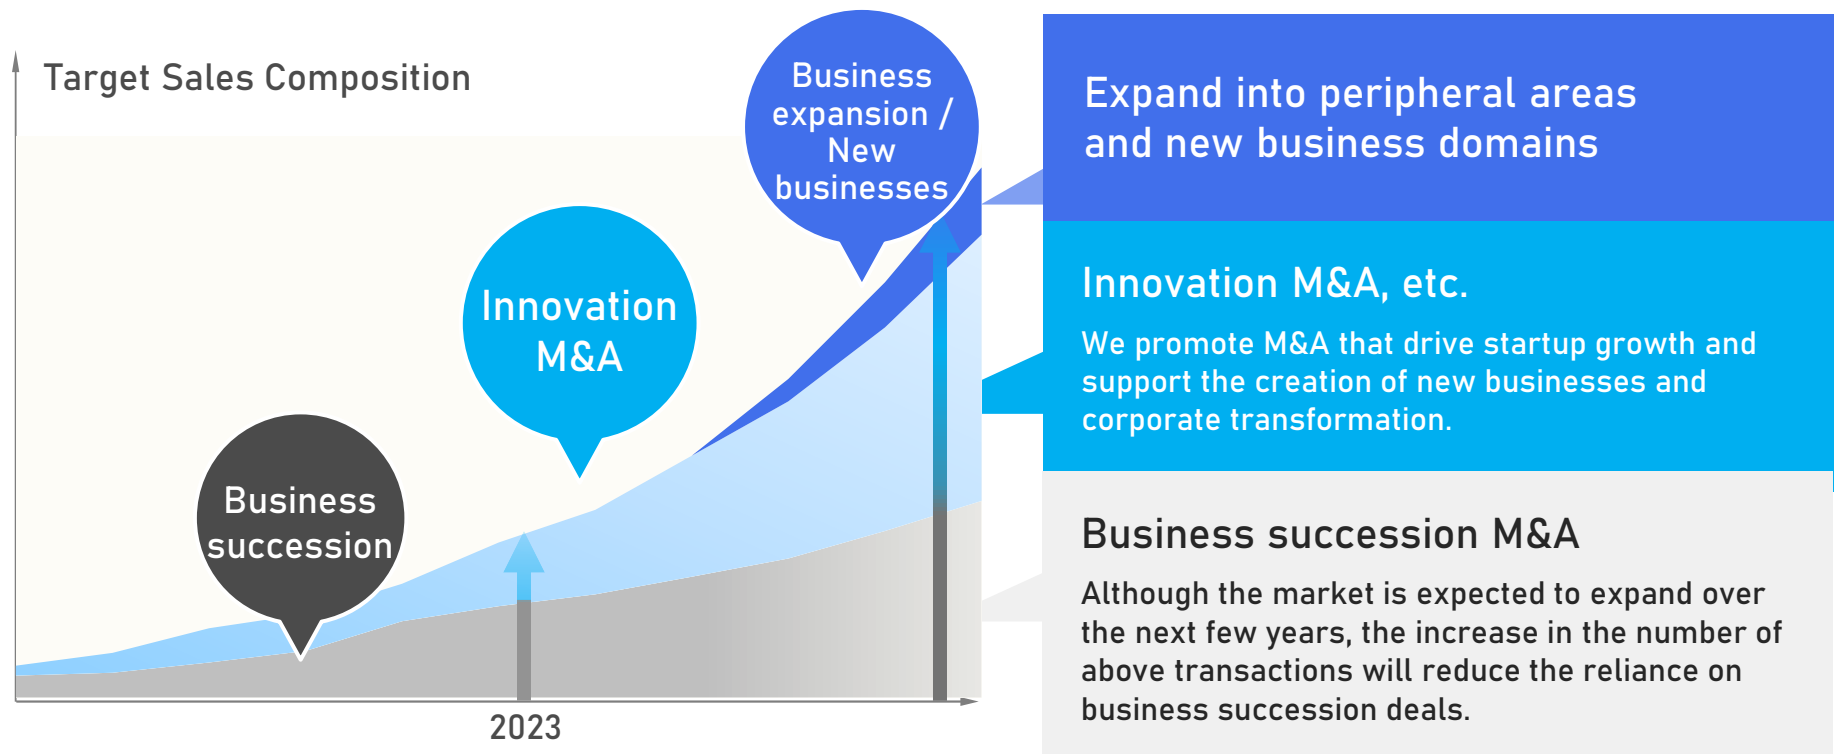 Target Sales Composition
Business
expansion /
New
businesses
Innovation
M&A
Business
succession
2023
Expand into peripheral areas
and new business domains
Innovation M&A, etc.
We promote M&A that drive startup growth and
support the creation of new businesses and
corporate transformation.
Business succession M&A
Although the market is expected to expand over
the next few years, the increase in the number of
above transactions will reduce the reliance on
business succession deals.